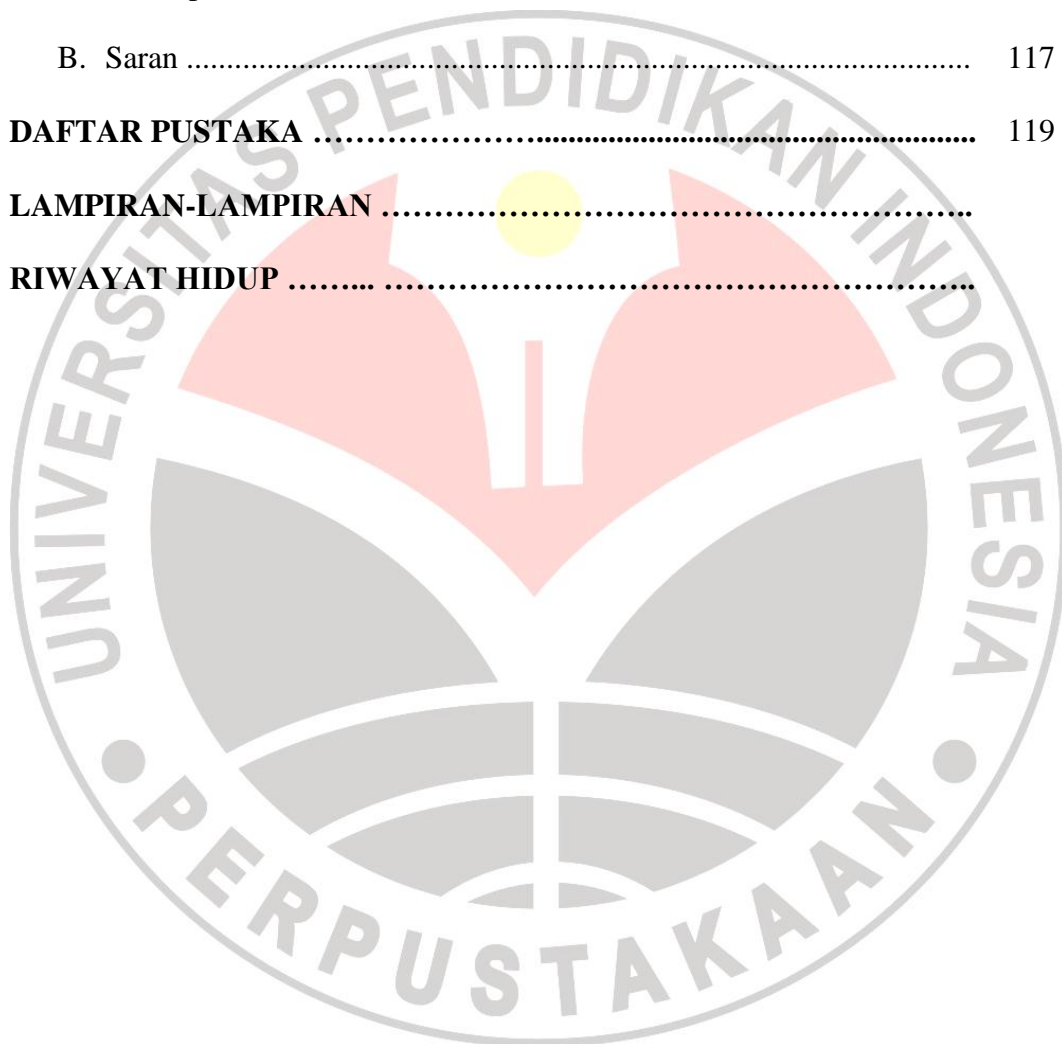 B. Saran .................................................................................................... 117
DAFTAR PUSTAKA …………………........................................................ 119
LAMPIRAN-LAMPIRAN ………………………………………………..
RIWAYAT HIDUP ……... ………………………………………………..
UNIVERSITAS PENDIDIKAN INDONESIA
PERPUSTAKAAN